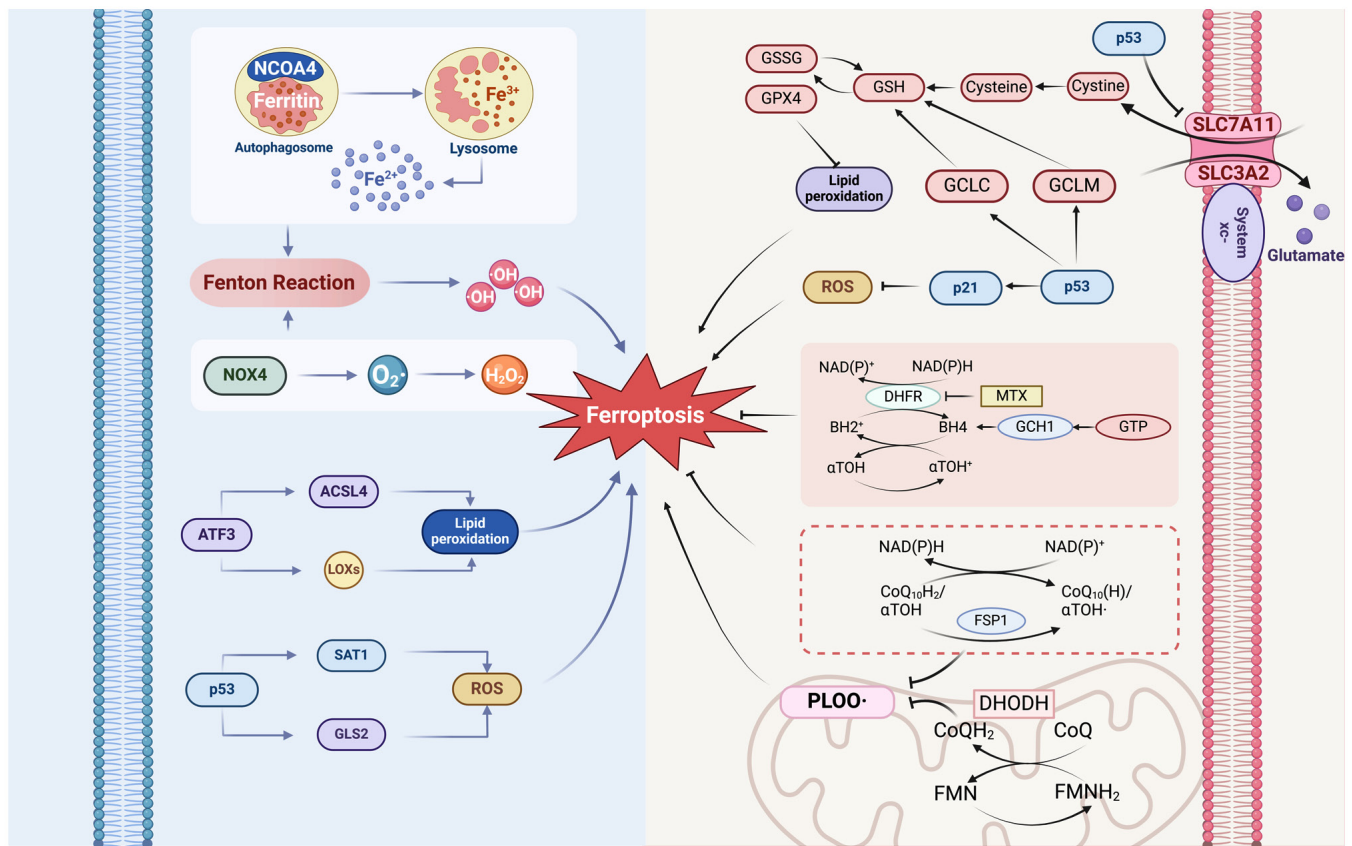 NCOA4
Ferritin
Autophagosome
Fe³⁺
Lysosome
Fe²⁺
Fenton Reaction
·OH
·OH
·OH
NOX4
O₂·
H₂O₂
Ferroptosis
ATF3
ACSL4
LOXs
Lipid
peroxidation
p53
SAT1
GLS2
ROS
p53
GSSG
GPX4
GSH
Cysteine
Cystine
SLC7A11
SLC3A2
System
xc-
Glutamate
Lipid
peroxidation
GCLC
GCLM
ROS
p21
p53
NAD(P)⁺
NAD(P)H
DHFR
MTX
BH2⁺
BH4
GCH1
GTP
αTOH
αTOH⁺
NAD(P)H
NAD(P)⁺
CoQ₁₀H₂/
αTOH
CoQ₁₀(H)/
αTOH·
FSP1
PLOO·
DHODH
CoQH₂
CoQ
FMN
FMNH₂